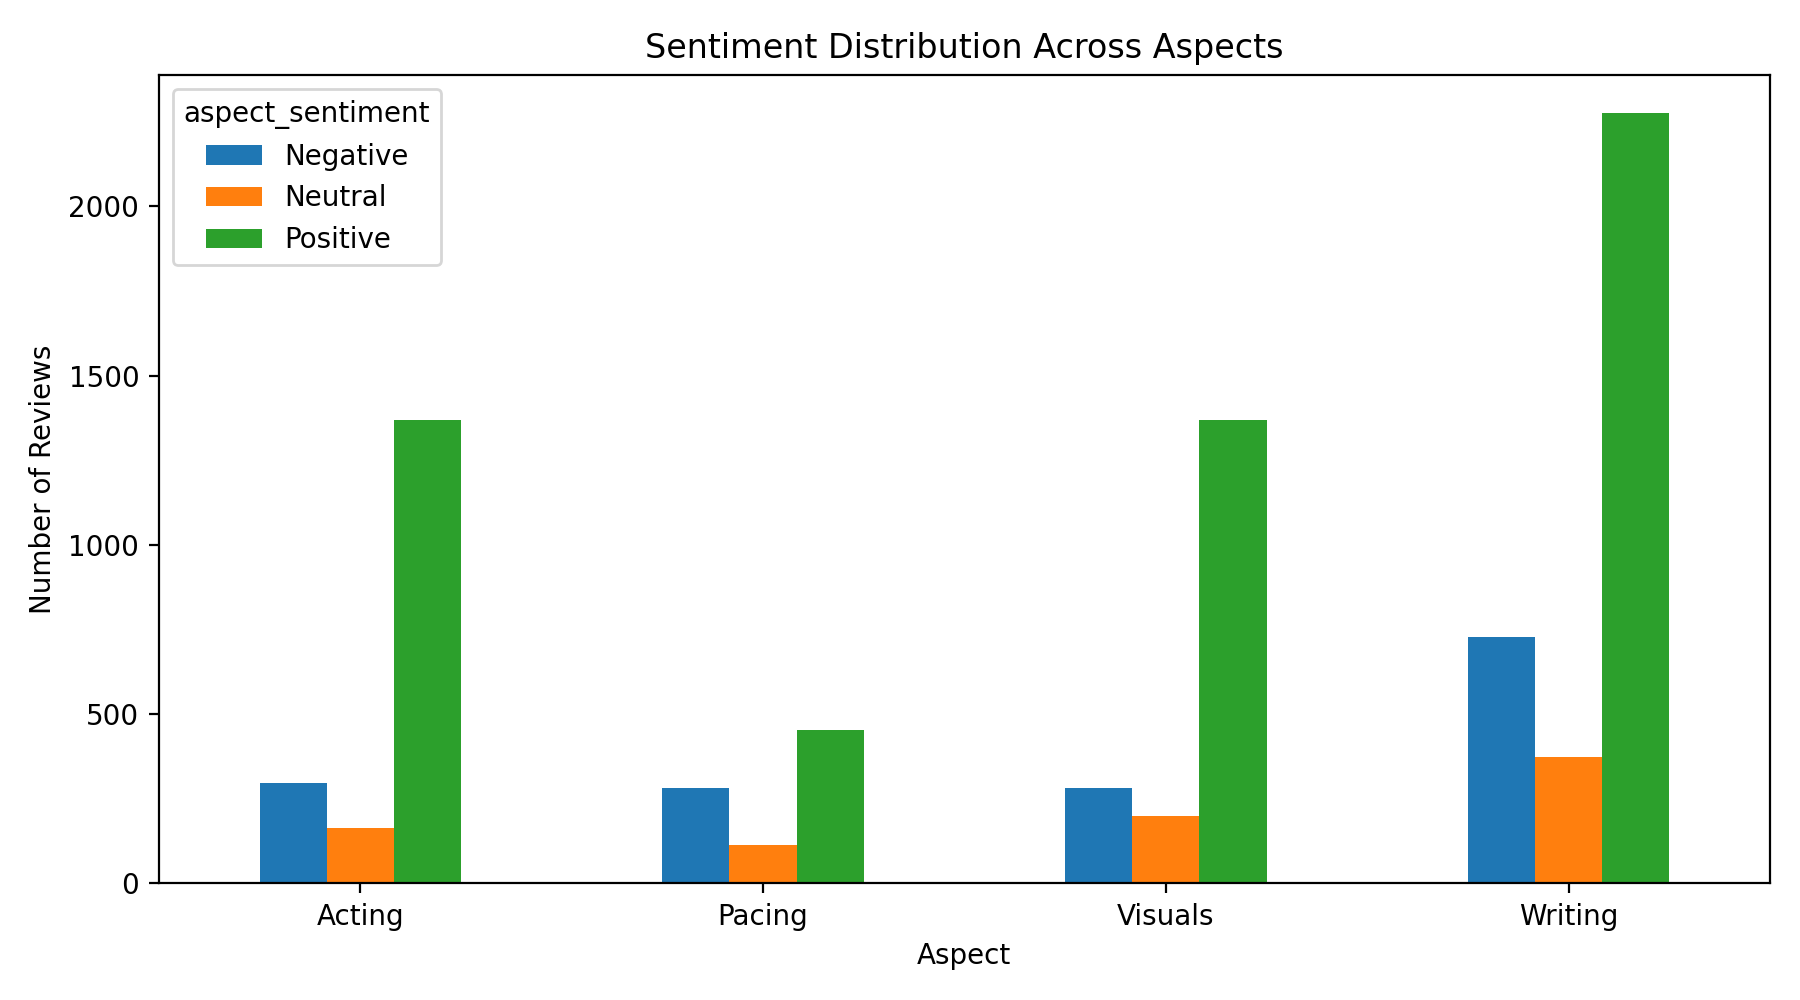 Sentiment Distribution Across Aspects
aspect_sentiment
Negative
Neutral
Positive
Number of Reviews
2000
1500
1000
500
0
Acting Pacing Visuals Writing
Aspect